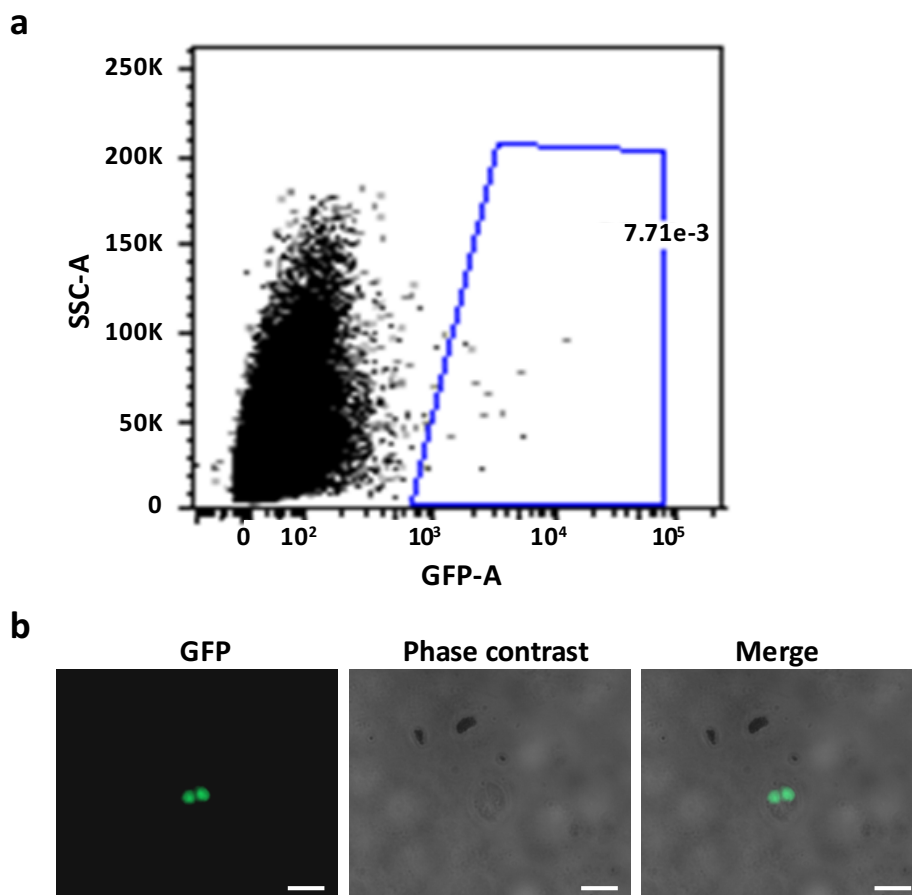 a
250K
200K
150K
100K
50K
0
SSC-A
7.71e-3
0 10² 10³ 10⁴ 10⁵
GFP-A
b
GFP Phase contrast Merge